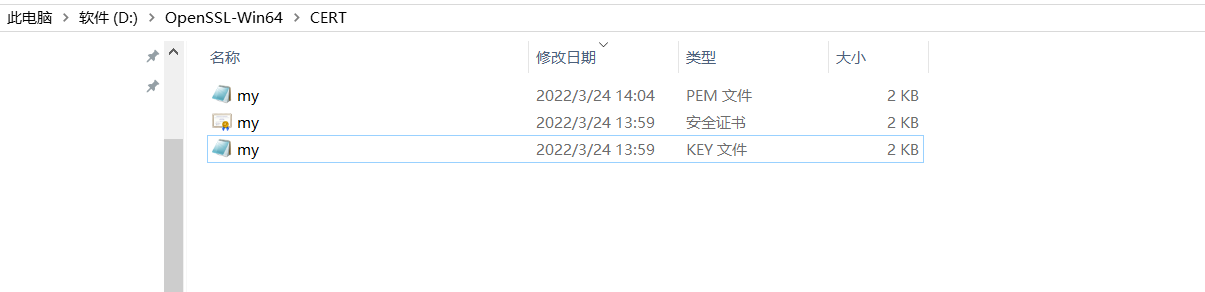 此电脑 > 软件 (D:) > OpenSSL-Win64 > CERT
名称 修改日期 类型 大小
my 2022/3/24 14:04 PEM 文件 2 KB
my 2022/3/24 13:59 安全证书 2 KB
my 2022/3/24 13:59 KEY 文件 2 KB